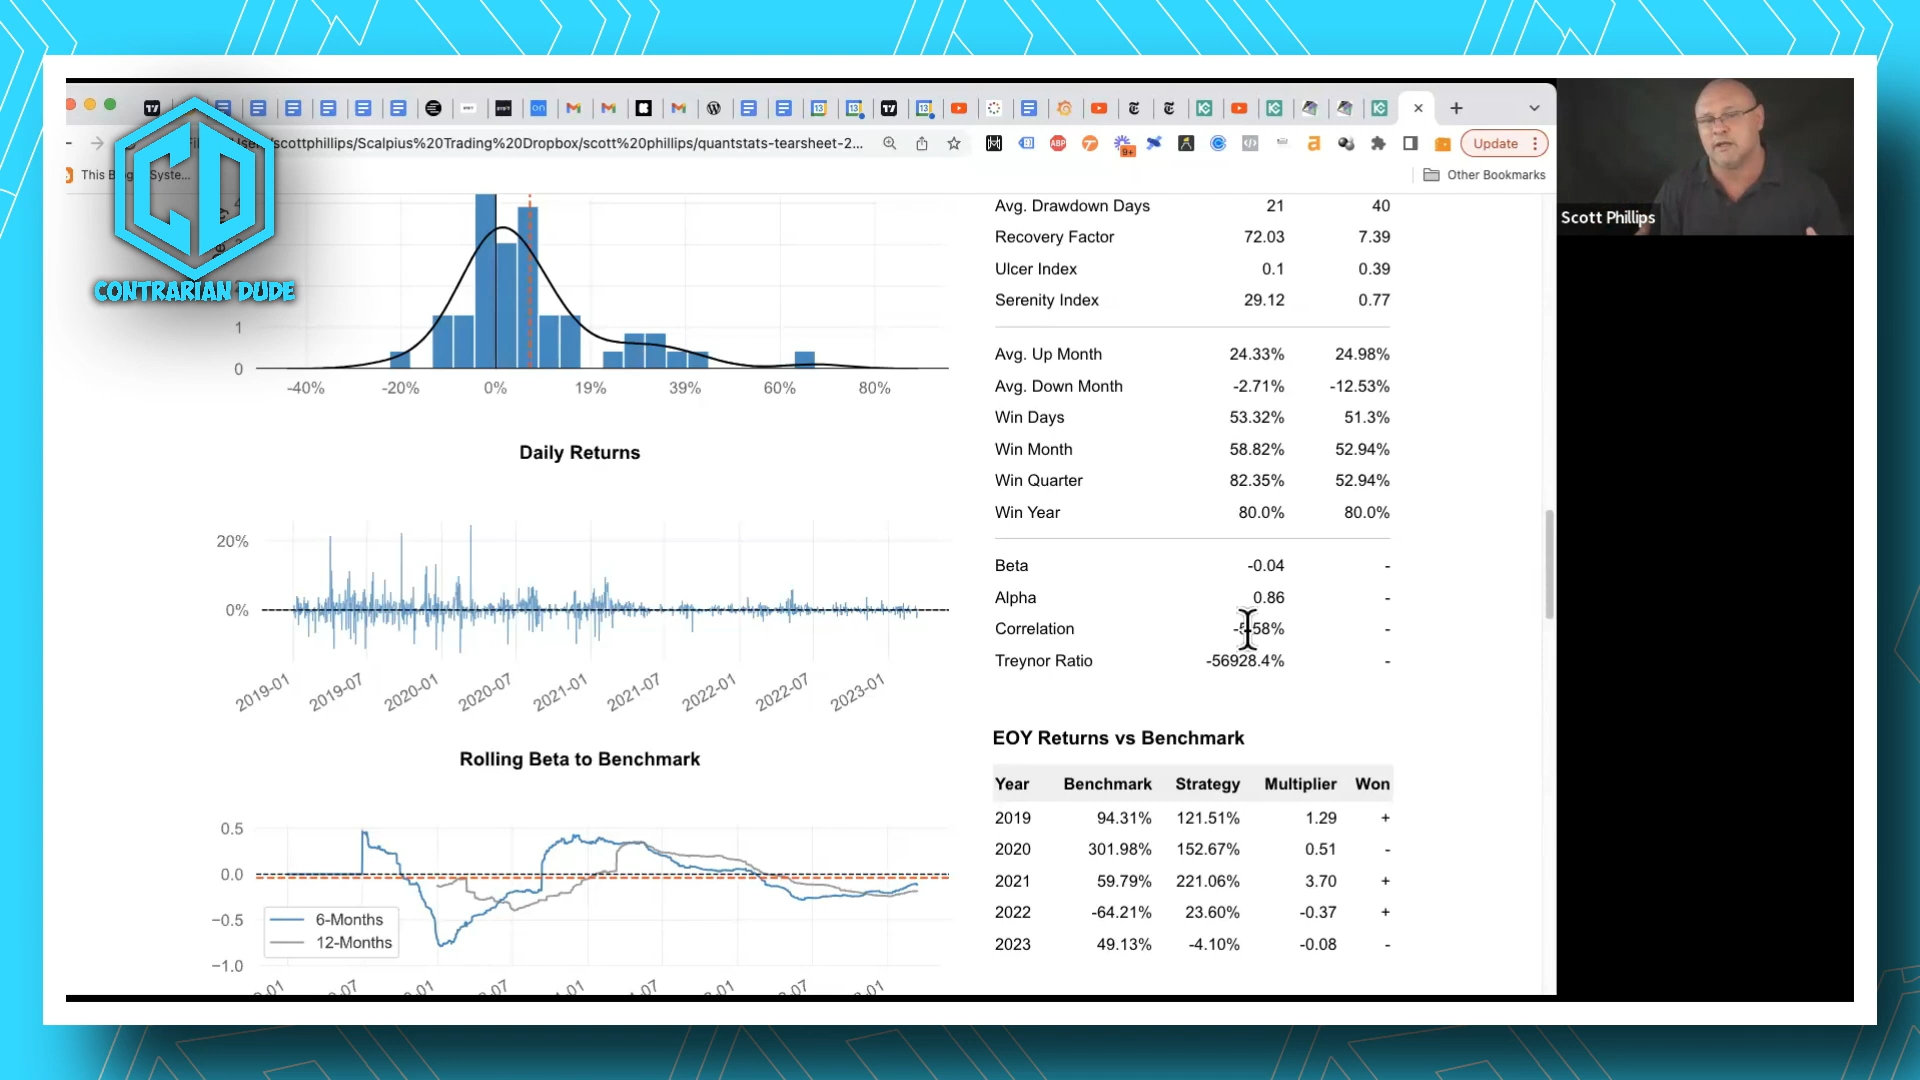 scottphillips/Scalpius%20Trading%20Dropbox/scott%20phillips/quantstats-tearsheet-2...
Update
This
Syste...
Other Bookmarks
CD
CONTRARIAN DUDE
Scott Phillips
1
0
-40% -20% 0% 19% 39% 60% 80%
Daily Returns
20%
0%
2019-01 2019-07 2020-01 2020-07 2021-01 2021-07 2022-01 2022-07 2023-01
Rolling Beta to Benchmark
0.5
0.0
−0.5
−1.0
6-Months
12-Months
Avg. Drawdown Days 21 40
Recovery Factor 72.03 7.39
Ulcer Index 0.1 0.39
Serenity Index 29.12 0.77
Avg. Up Month 24.33% 24.98%
Avg. Down Month -2.71% -12.53%
Win Days 53.32% 51.3%
Win Month 58.82% 52.94%
Win Quarter 82.35% 52.94%
Win Year 80.0% 80.0%
Beta -0.04 -
Alpha 0.86 -
Correlation -
Treynor Ratio -56928.4% -
EOY Returns vs Benchmark
Year Benchmark Strategy Multiplier Won
2019 94.31% 121.51% 1.29 +
2020 301.98% 152.67% 0.51 -
2021 59.79% 221.06% 3.70 +
2022 -64.21% 23.60% -0.37 +
2023 49.13% -4.10% -0.08 -